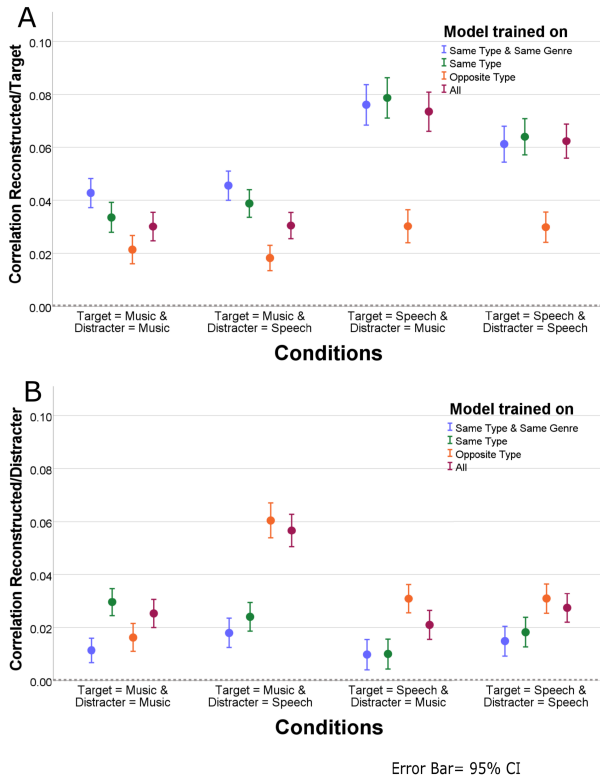 A
Model trained on
Same Type & Same Genre
Same Type
Opposite Type
All
Correlation Reconstructed/Target
0.10
0.08
0.06
0.04
0.02
0.00
Target = Music & Distracter = Music
Target = Music & Distracter = Speech
Target = Speech & Distracter = Music
Target = Speech & Distracter = Speech
Conditions
B
Model trained on
Same Type & Same Genre
Same Type
Opposite Type
All
Correlation Reconstructed/Distracter
0.10
0.08
0.06
0.04
0.02
0.00
Target = Music & Distracter = Music
Target = Music & Distracter = Speech
Target = Speech & Distracter = Music
Target = Speech & Distracter = Speech
Conditions
Error Bar= 95% CI